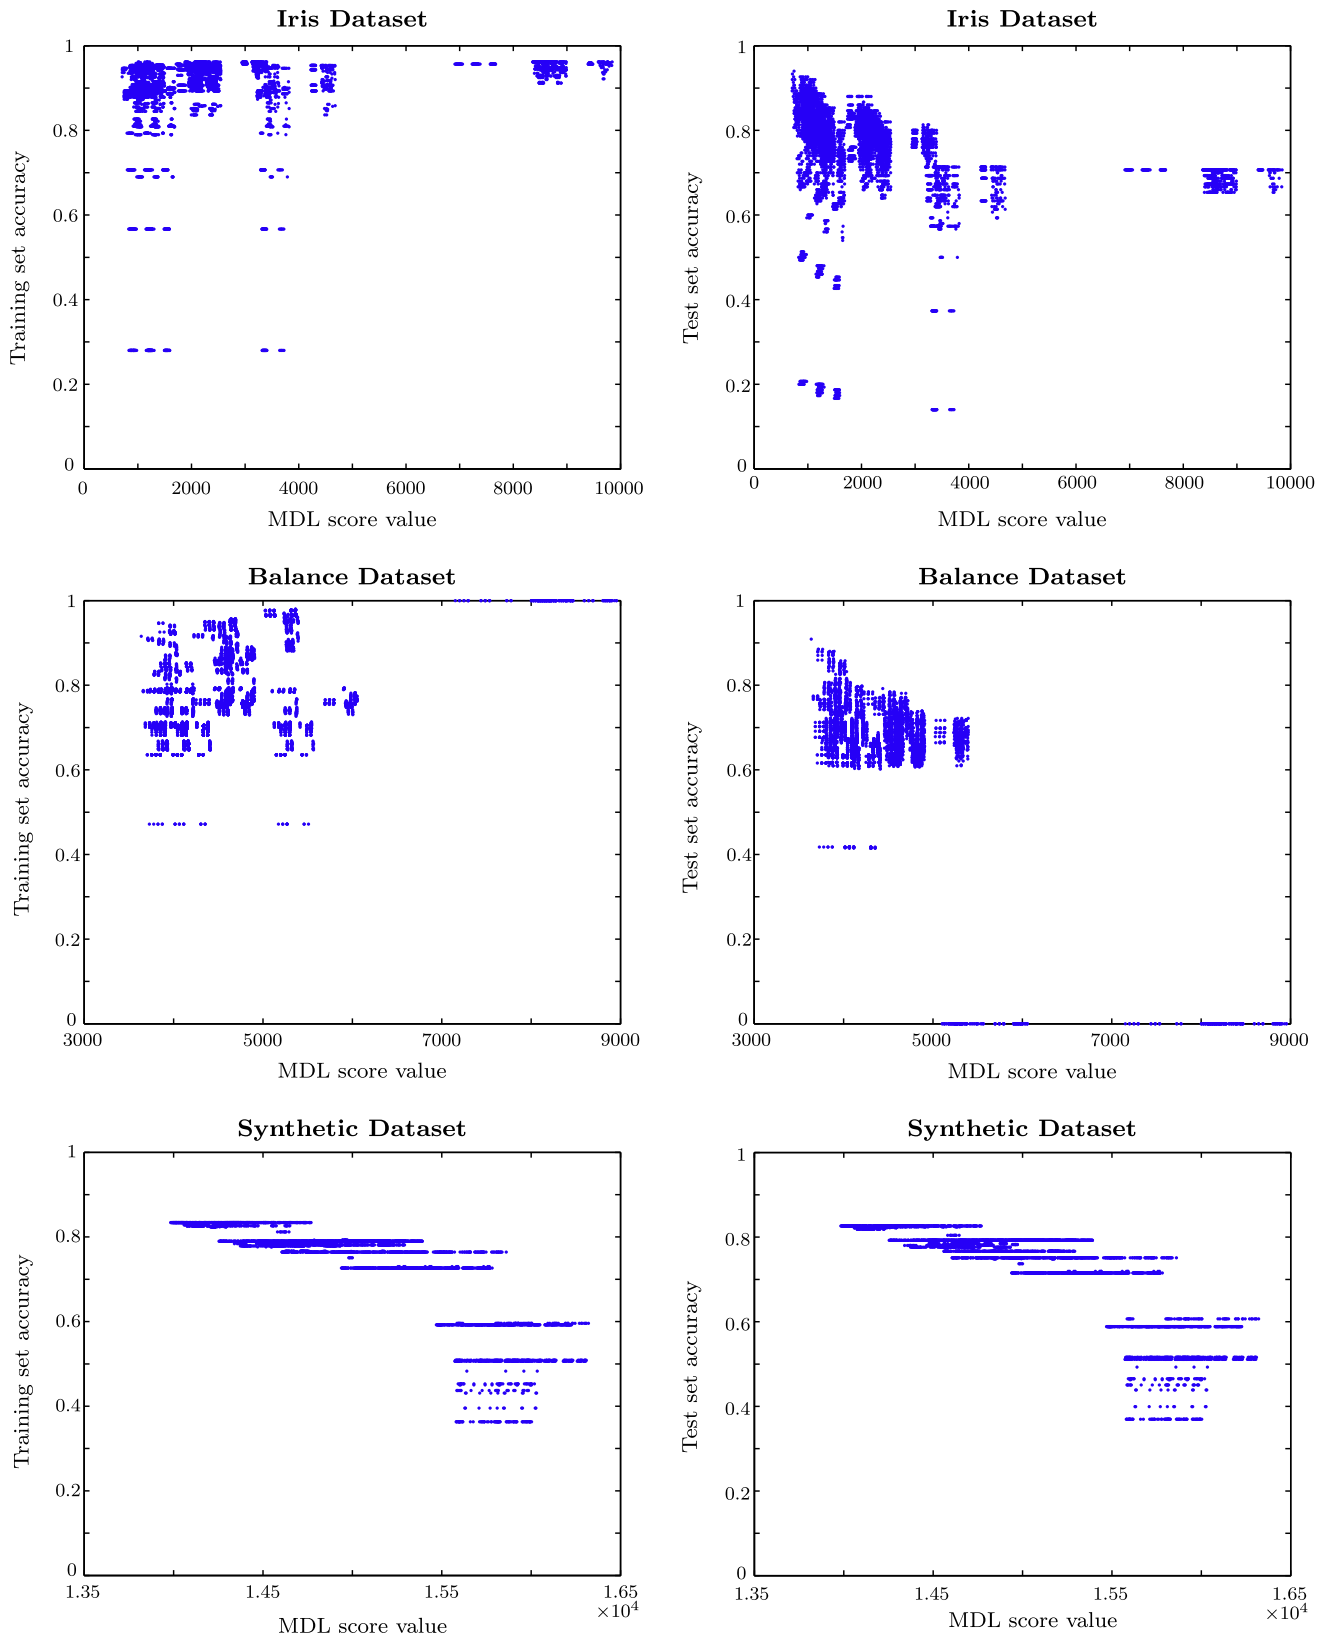 Iris Dataset
Training set accuracy
1
0.8
0.6
0.4
0.2
0
0 2000 4000 6000 8000 10000
MDL score value
Iris Dataset
Test set accuracy
1
0.8
0.6
0.4
0.2
0
0 2000 4000 6000 8000 10000
MDL score value
Balance Dataset
Training set accuracy
1
0.8
0.6
0.4
0.2
0
3000 5000 7000 9000
MDL score value
Balance Dataset
Test set accuracy
1
0.8
0.6
0.4
0.2
0
3000 5000 7000 9000
MDL score value
Synthetic Dataset
Training set accuracy
1
0.8
0.6
0.4
0.2
0
1.35 1.45 1.55 1.65
×10⁴
MDL score value
Synthetic Dataset
Test set accuracy
1
0.8
0.6
0.4
0.2
0
1.35 1.45 1.55 1.65
×10⁴
MDL score value